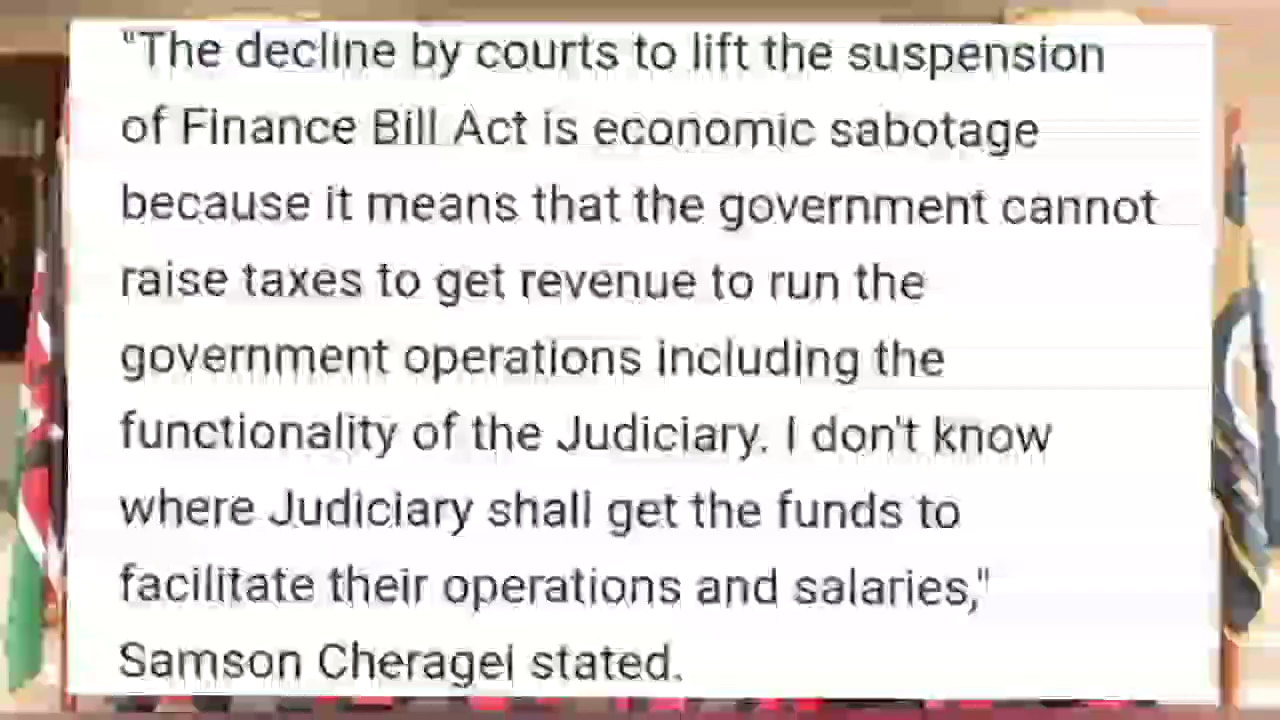 "The decline by courts to lift the suspension
of Finance Bill Act is economic sabotage
because it means that the government cannot
raise taxes to get revenue to run the
government operations including the
functionality of the Judiciary. I don't know
where Judiciary shall get the funds to
facilitate their operations and salaries,"
Samson Cheragei stated.